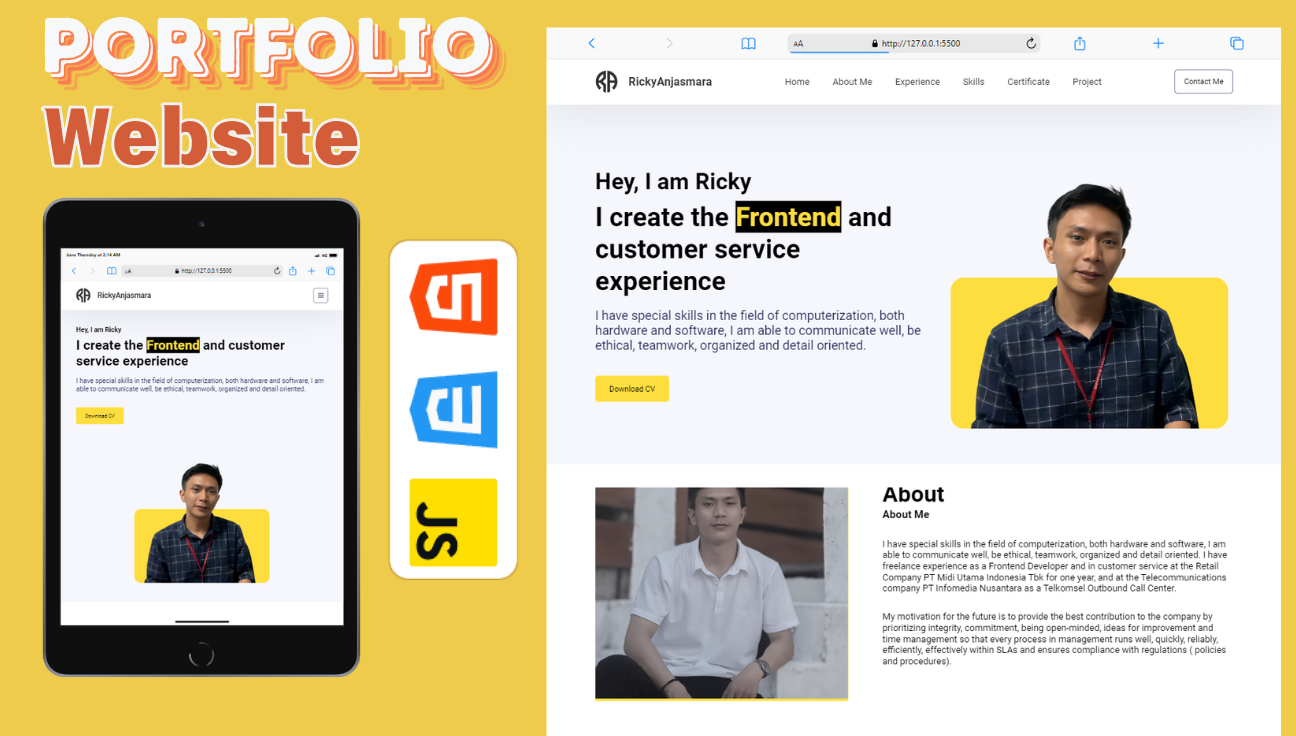 PORTFOLIO
Website
June Thursday at 2:14 AM
4G
AA
http://127.0.0.1:5500
RickyAnjasmara
Hey, I am Ricky
I create the Frontend and customer
service experience
I have special skills in the field of computerization, both hardware and software, I am
able to communicate well, be ethical, teamwork, organized and detail oriented.
Download CV
5
JS
AA
http://127.0.0.1:5500
RickyAnjasmara
Home
About Me
Experience
Skills
Certificate
Project
Contact Me
Hey, I am Ricky
I create the Frontend and
customer service
experience
I have special skills in the field of computerization, both
hardware and software, I am able to communicate well, be
ethical, teamwork, organized and detail oriented.
Download CV
About
About Me
I have special skills in the field of computerization, both hardware and software, I am
able to communicate well, be ethical, teamwork, organized and detail oriented. I have
freelance experience as a Frontend Developer and in customer service at the Retail
Company PT Midi Utama Indonesia Tbk for one year, and at the Telecommunications
company PT Infomedia Nusantara as a Telkomsel Outbound Call Center.
My motivation for the future is to provide the best contribution to the company by
prioritizing integrity, commitment, being open-minded, ideas for improvement and
time management so that every process in management runs well, quickly, reliably,
efficiently, effectively within SLAs and ensures compliance with regulations ( policies
and procedures).